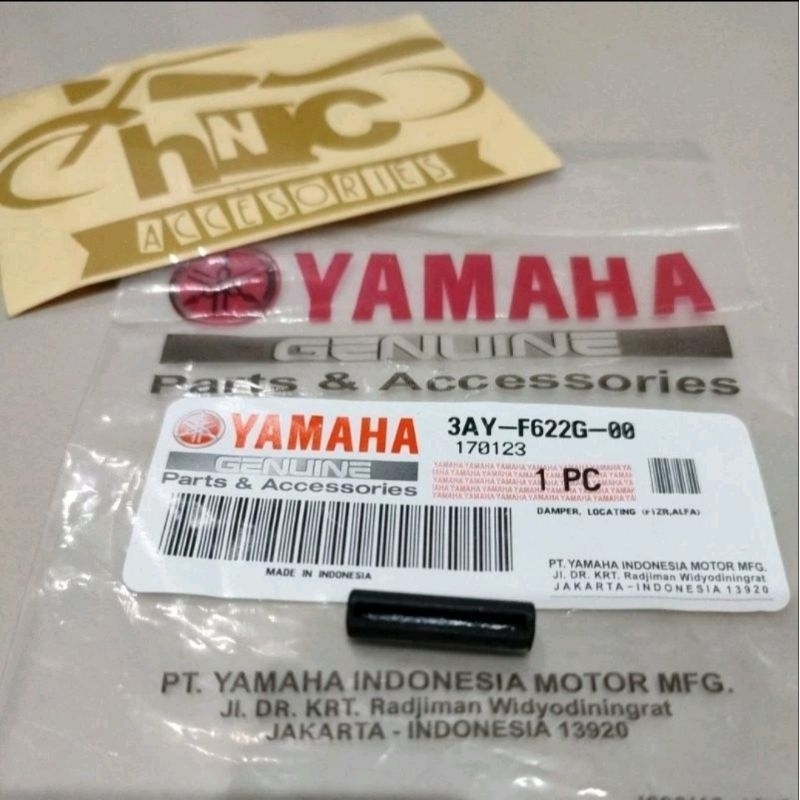 hNC
ACCESORIES
YAMAHA
GENUINE
Parts & Accessories
YAMAHA
GENUINE
Parts & Accessories
3AY-F622G-00
170123
1 PC
DAMPER, LOCATING (F1ZR,ALFA)
MADE IN INDONESIA
PT. YAMAHA INDONESIA MOTOR MFG.
Jl. DR. KRT. Radjiman Widyodiningrat
JAKARTA-INDONESIA 13920
PT. YAMAHA INDONESIA MOTOR MFG.
Jl. DR. KRT. Radjiman Widyodiningrat
JAKARTA - INDONESIA 13920